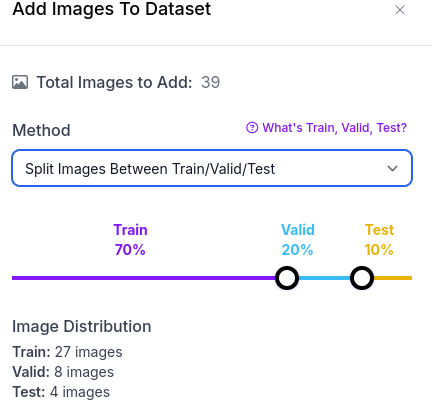 Add Images To Dataset
Total Images to Add: 39
Method
What's Train, Valid, Test?
Split Images Between Train/Valid/Test
Train Valid Test
70% 20% 10%
Image Distribution
Train: 27 images
Valid: 8 images
Test: 4 images